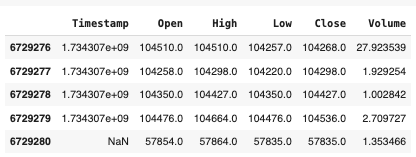 Timestamp Open High Low Close Volume
6729276 1.734307e+09 104510.0 104510.0 104257.0 104268.0 27.923539
6729277 1.734307e+09 104258.0 104298.0 104220.0 104298.0 1.929254
6729278 1.734307e+09 104350.0 104427.0 104350.0 104427.0 1.002842
6729279 1.734307e+09 104476.0 104664.0 104476.0 104536.0 2.709727
6729280 NaN 57854.0 57864.0 57835.0 57835.0 1.353466